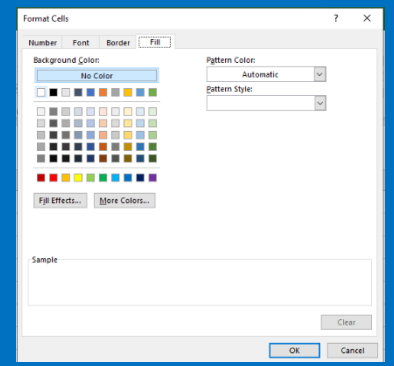 Format Cells ? ×
Number Font Border Fill
Background Color:
No Color
Pattern Color:
Automatic
Pattern Style:
Fill Effects... More Colors...
Sample
Clear
OK Cancel